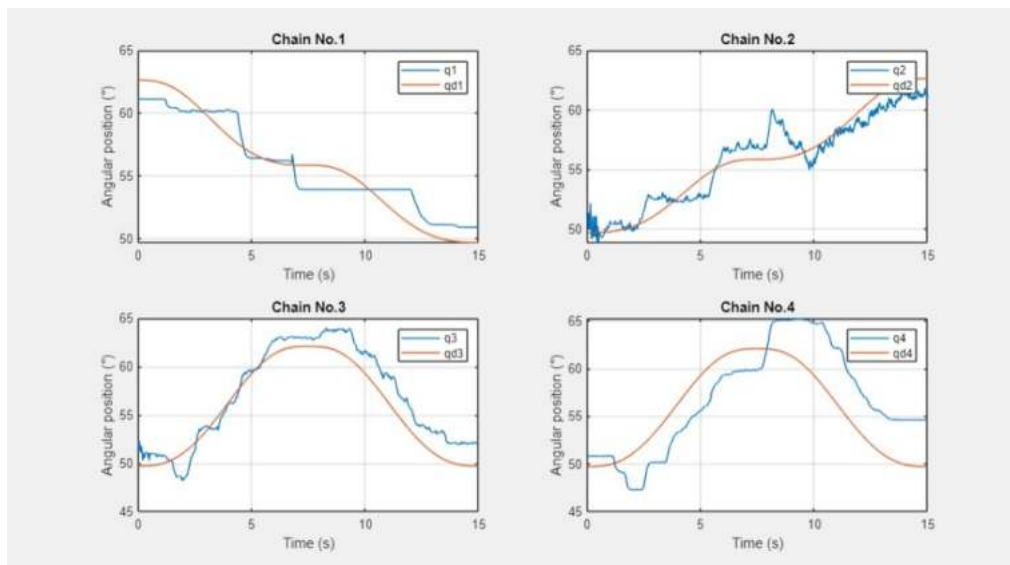 Chain No.1
65
60
55
50
Angular position (°)
q1
qd1
0
5
10
15
Time (s)
Chain No.2
65
60
55
50
Angular position (°)
q2
qd2
0
5
10
15
Time (s)
Chain No.3
65
60
55
50
45
Angular position (°)
q3
qd3
0
5
10
15
Time (s)
Chain No.4
65
60
55
50
45
Angular position (°)
q4
qd4
0
5
10
15
Time (s)